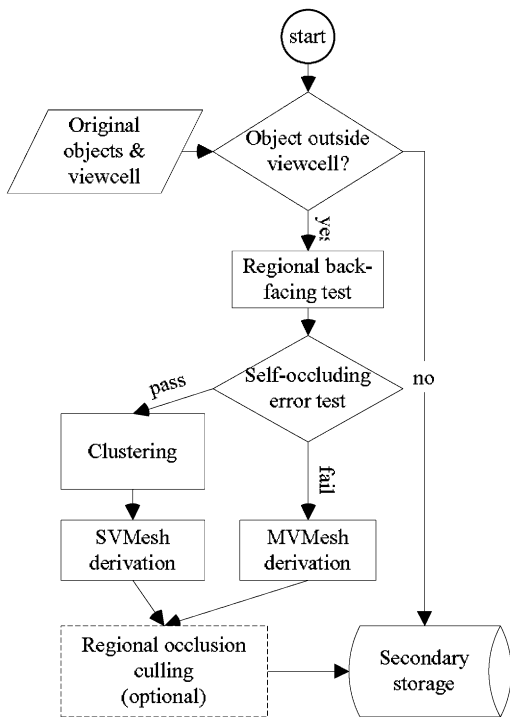 start
Original
objects &
viewcell
Object outside
viewcell?
yes
Regional back-
facing test
no
Self-occluding
error test
pass
fail
Clustering
SVMesh
derivation
MVMesh
derivation
Regional occlusion
culling
(optional)
Secondary
storage